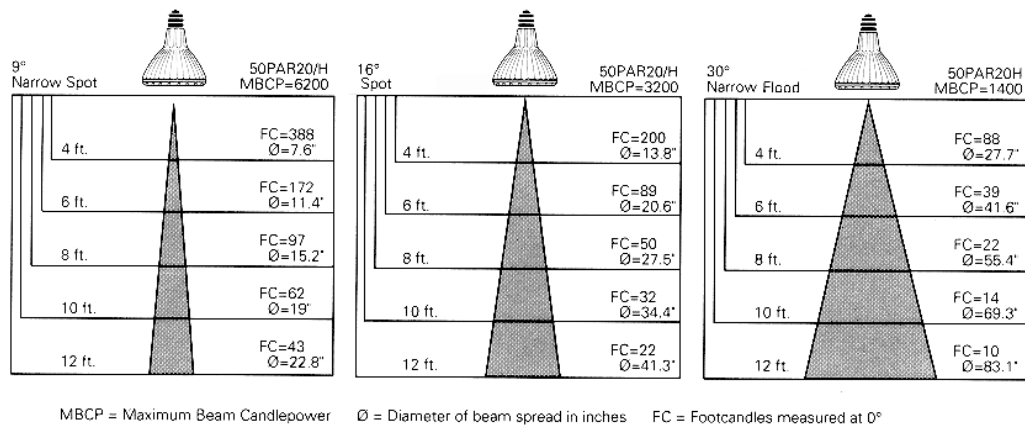 9°
Narrow Spot
50PAR20/H
MBCP=6200
4 ft.
FC=388
Ø=7.6"
6 ft.
FC=172
Ø=11.4"
8 ft.
FC=97
Ø=15.2"
10 ft.
FC=62
Ø=19"
12 ft.
FC=43
Ø=22.8"
16°
Spot
50PAR20/H
MBCP=3200
4 ft.
FC=200
Ø=13.8"
6 ft.
FC=89
Ø=20.6"
8 ft.
FC=50
Ø=27.5"
10 ft.
FC=32
Ø=34.4"
12 ft.
FC=22
Ø=41.3"
30°
Narrow Flood
50PAR20H
MBCP=1400
4 ft.
FC=88
Ø=27.7"
6 ft.
FC=39
Ø=41.6"
8 ft.
FC=22
Ø=55.4"
10 ft.
FC=14
Ø=69.3"
12 ft.
FC=10
Ø=83.1"
MBCP = Maximum Beam Candlepower Ø = Diameter of beam spread in inches FC = Footcandles measured at 0°